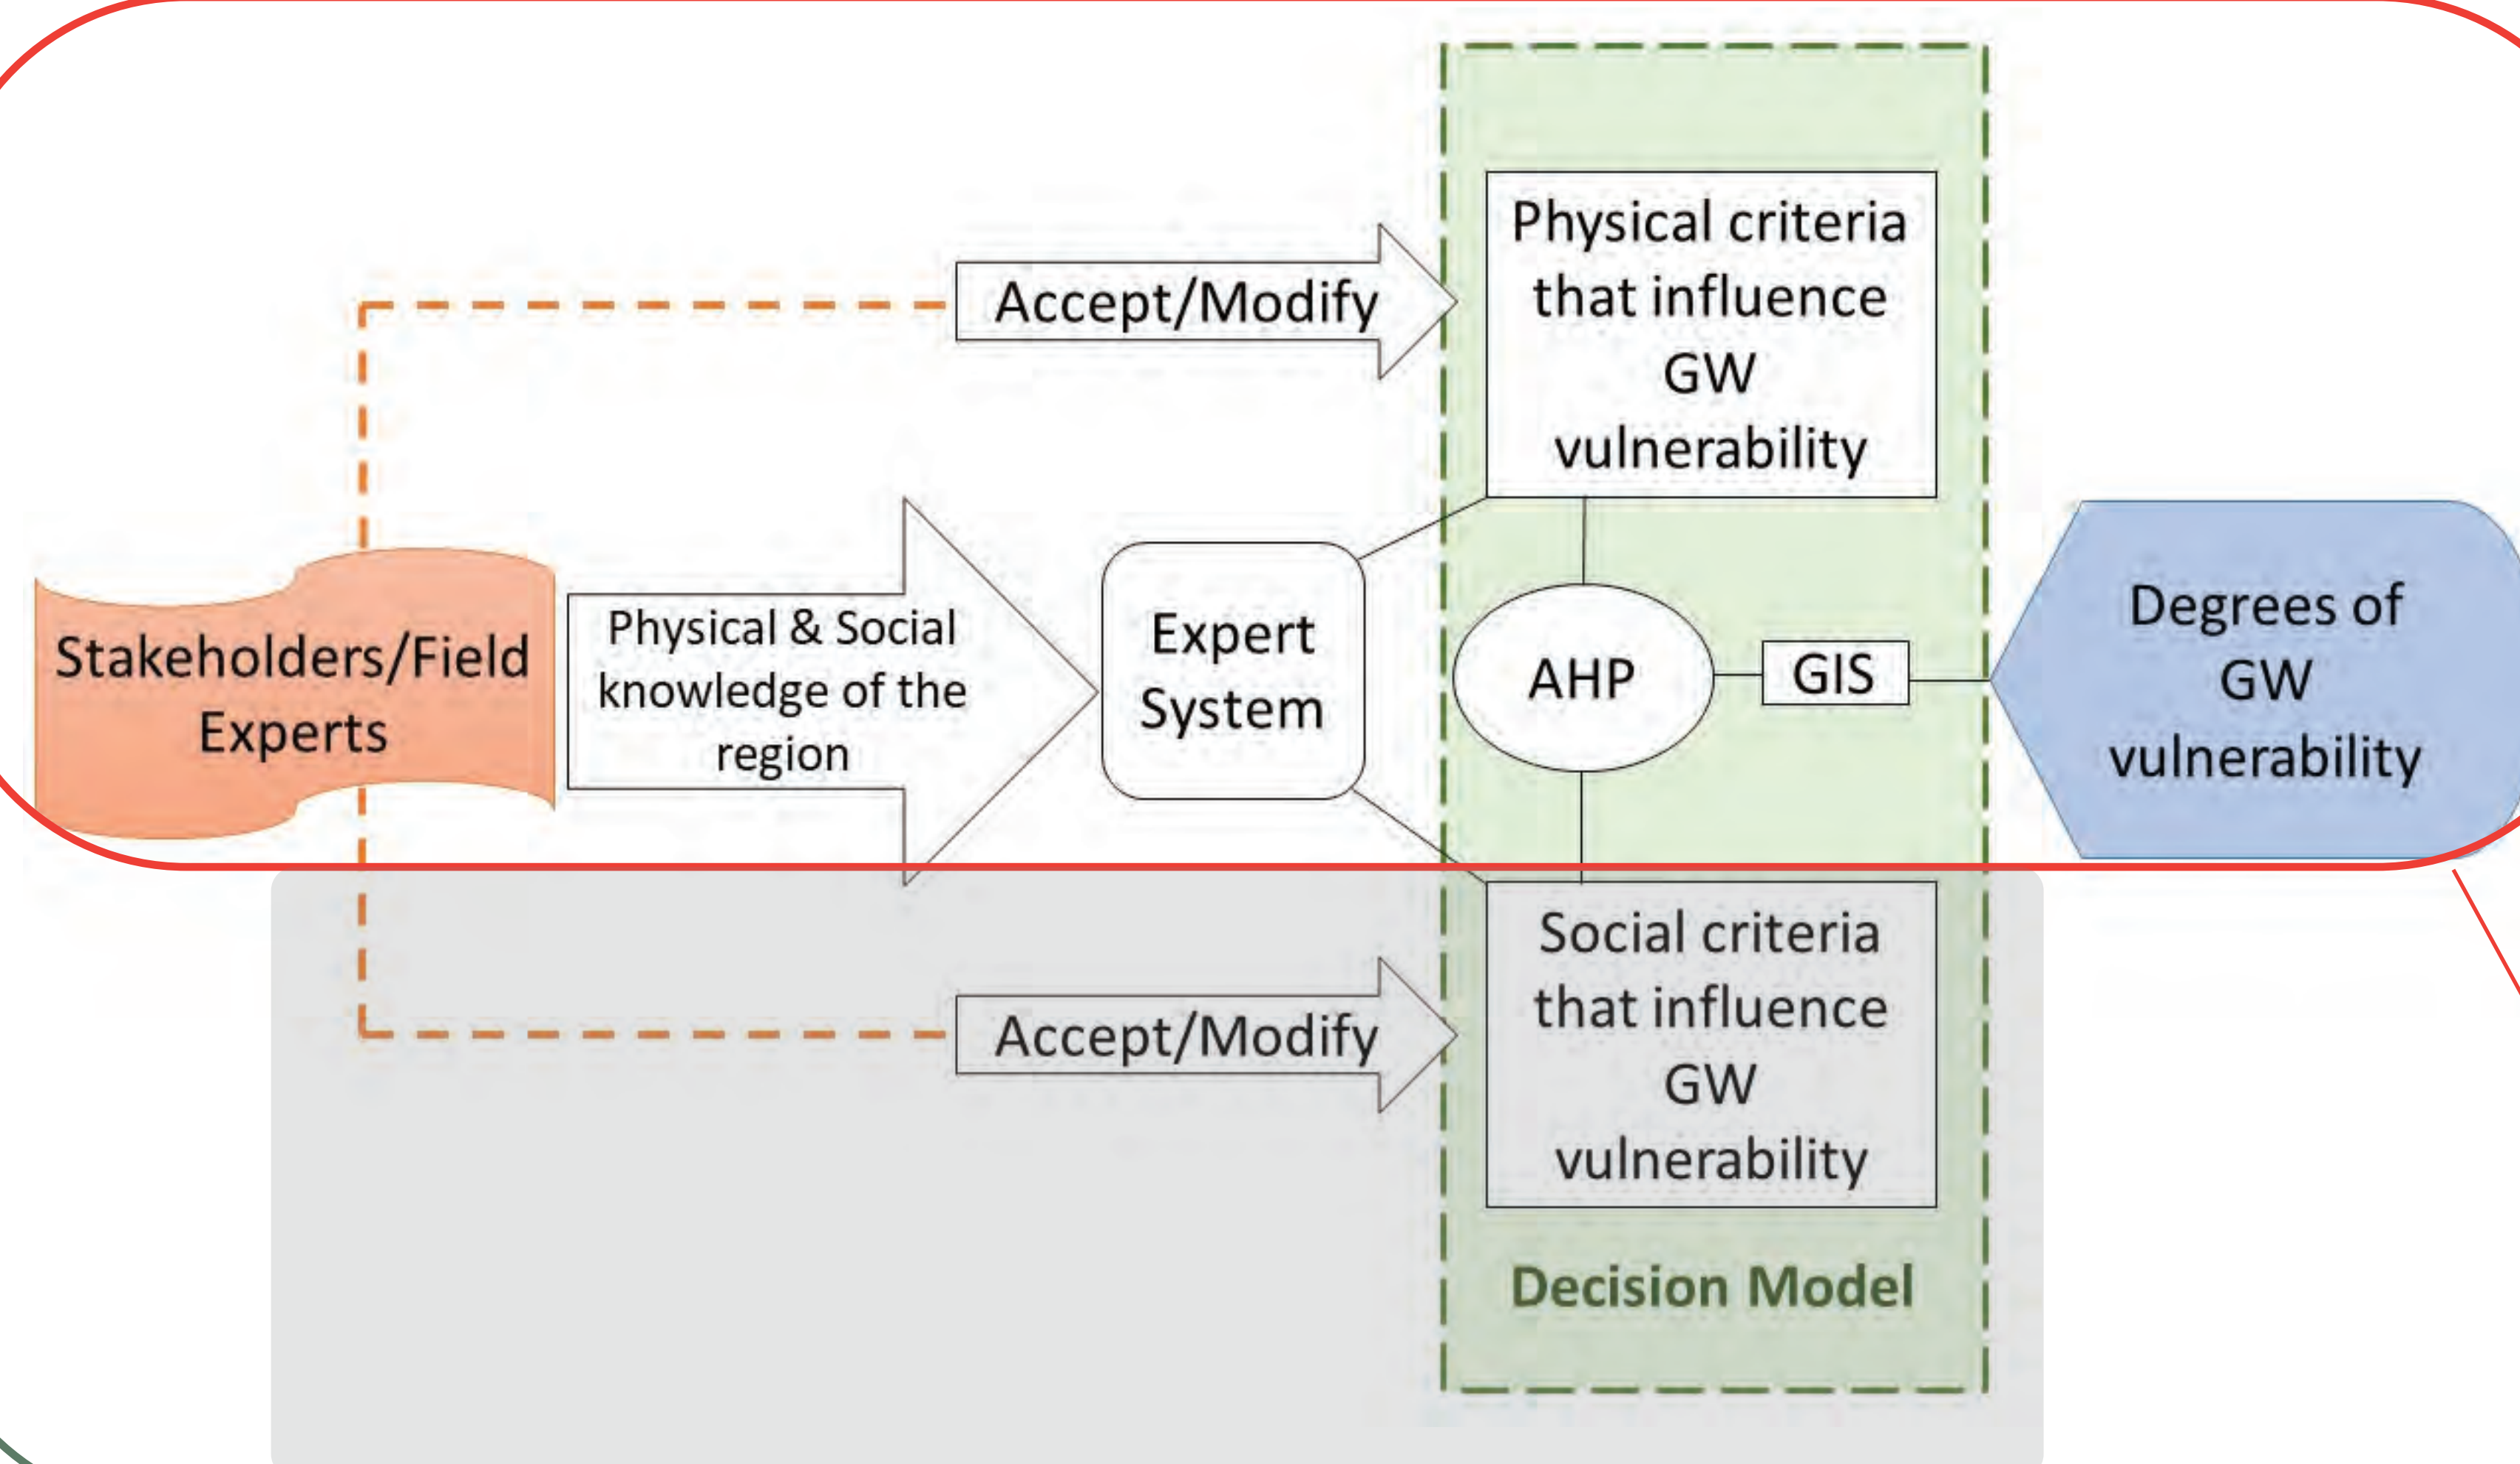 Physical criteria
that influence
GW
vulnerability
Accept/Modify
Stakeholders/Field
Experts
Physical & Social
knowledge of the
region
Expert
System
AHP
GIS
Degrees of
GW
vulnerability
Accept/Modify
Social criteria
that influence
GW
vulnerability
Decision Model